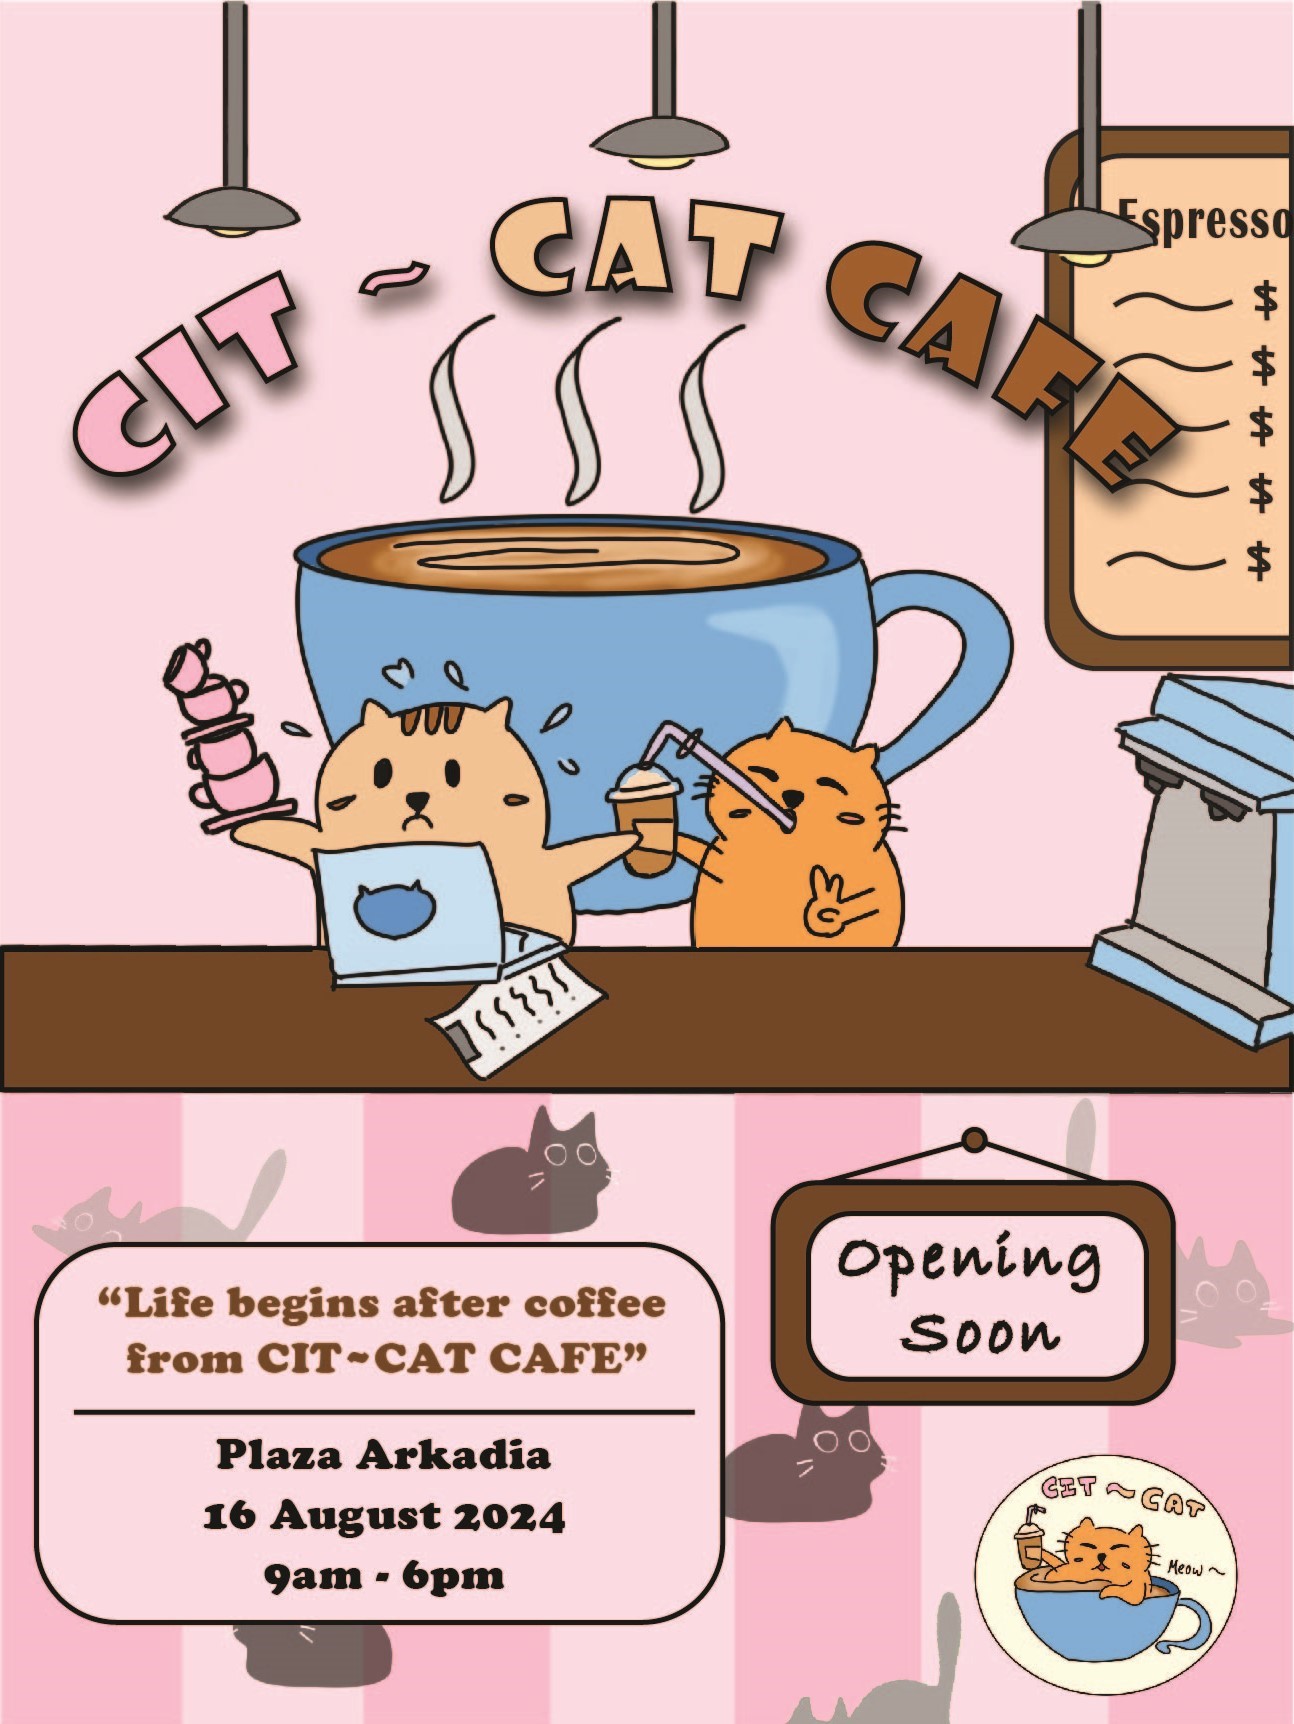 CIT ~ CAT CAFE
Espresso
$
$
$
$
$
“Life begins after coffee
from CIT~CAT CAFE”
Plaza Arkadia
16 August 2024
9am - 6pm
Opening
Soon
CIT ~ CAT
Meow ~